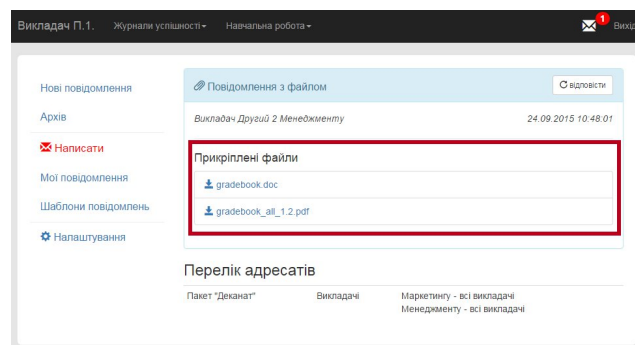 Викладач П.1. Журнали успішності Навчальна робота 1 Вихід
Нові повідомлення
Архів
Написати
Мої повідомлення
Шаблони повідомлень
Налаштування
Повідомлення з файлом відповісти
Викладач Другий 2 Менеджменту 24.09.2015 10:48:01
Прикріплені файли
gradebook.doc
gradebook_all_1.2.pdf
Перелік адресатів
Пакет "Деканат" Викладачі Маркетингу - всі викладачі
Менеджменту - всі викладачі